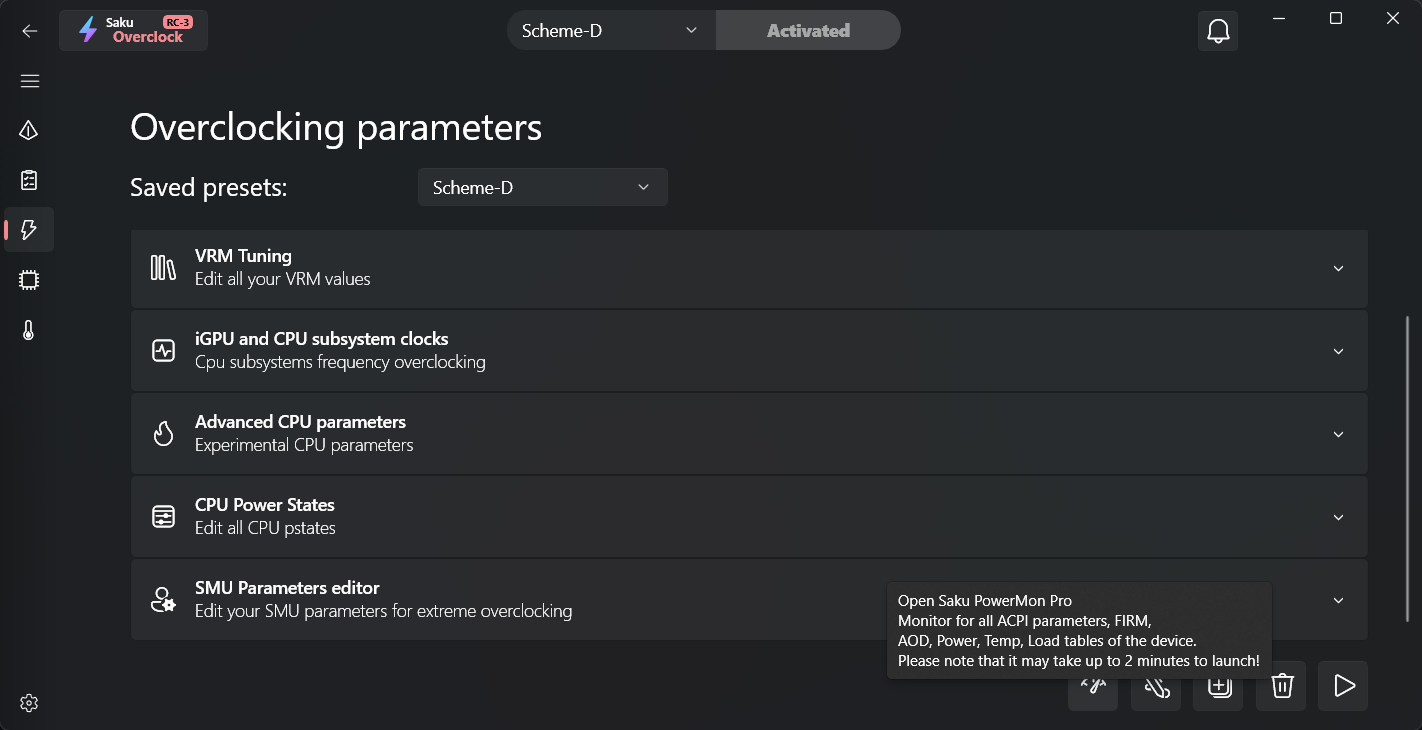 Saku RC-3
Overclock
Scheme-D
Activated
Overclocking parameters
Saved presets:
Scheme-D
VRM Tuning
Edit all your VRM values
iGPU and CPU subsystem clocks
Cpu subsystems frequency overclocking
Advanced CPU parameters
Experimental CPU parameters
CPU Power States
Edit all CPU pstates
SMU Parameters editor
Edit your SMU parameters for extreme overclocking
Open Saku PowerMon Pro
Monitor for all ACPI parameters, FIRM,
AOD, Power, Temp, Load tables of the device.
Please note that it may take up to 2 minutes to launch!